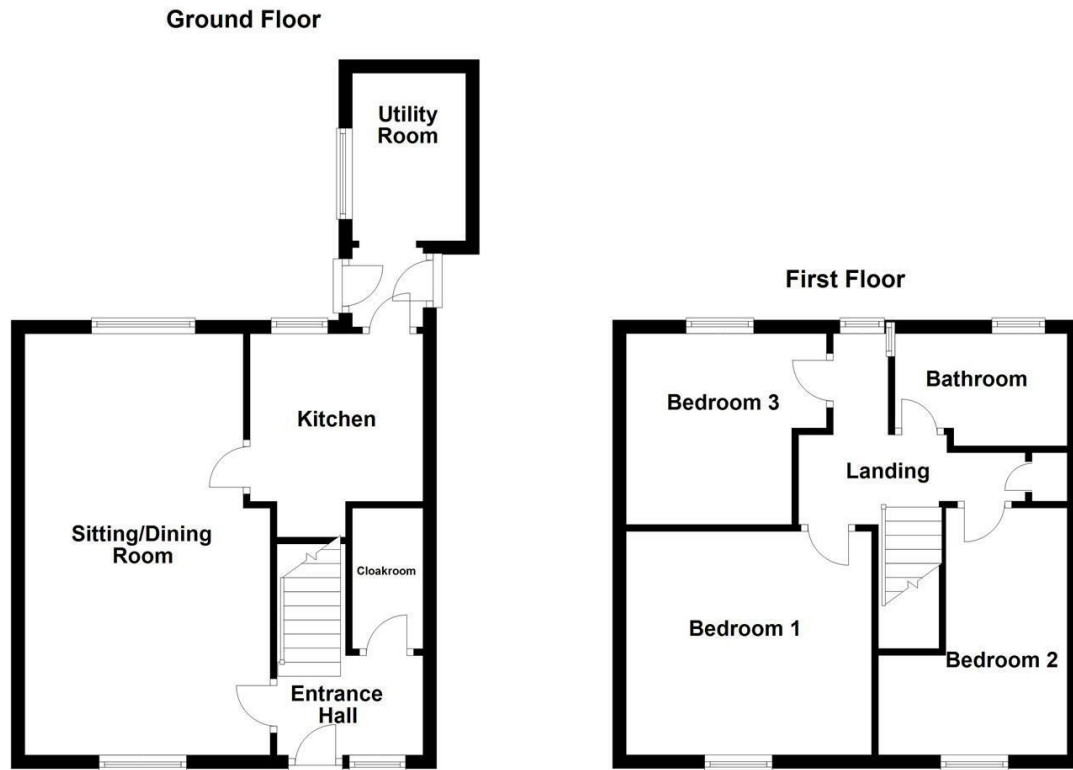 Ground Floor
Utility
Room
Kitchen
Sitting/Dining
Room
Cloakroom
Entrance
Hall
First Floor
Bedroom 3
Bathroom
Landing
Bedroom 1
Bedroom 2